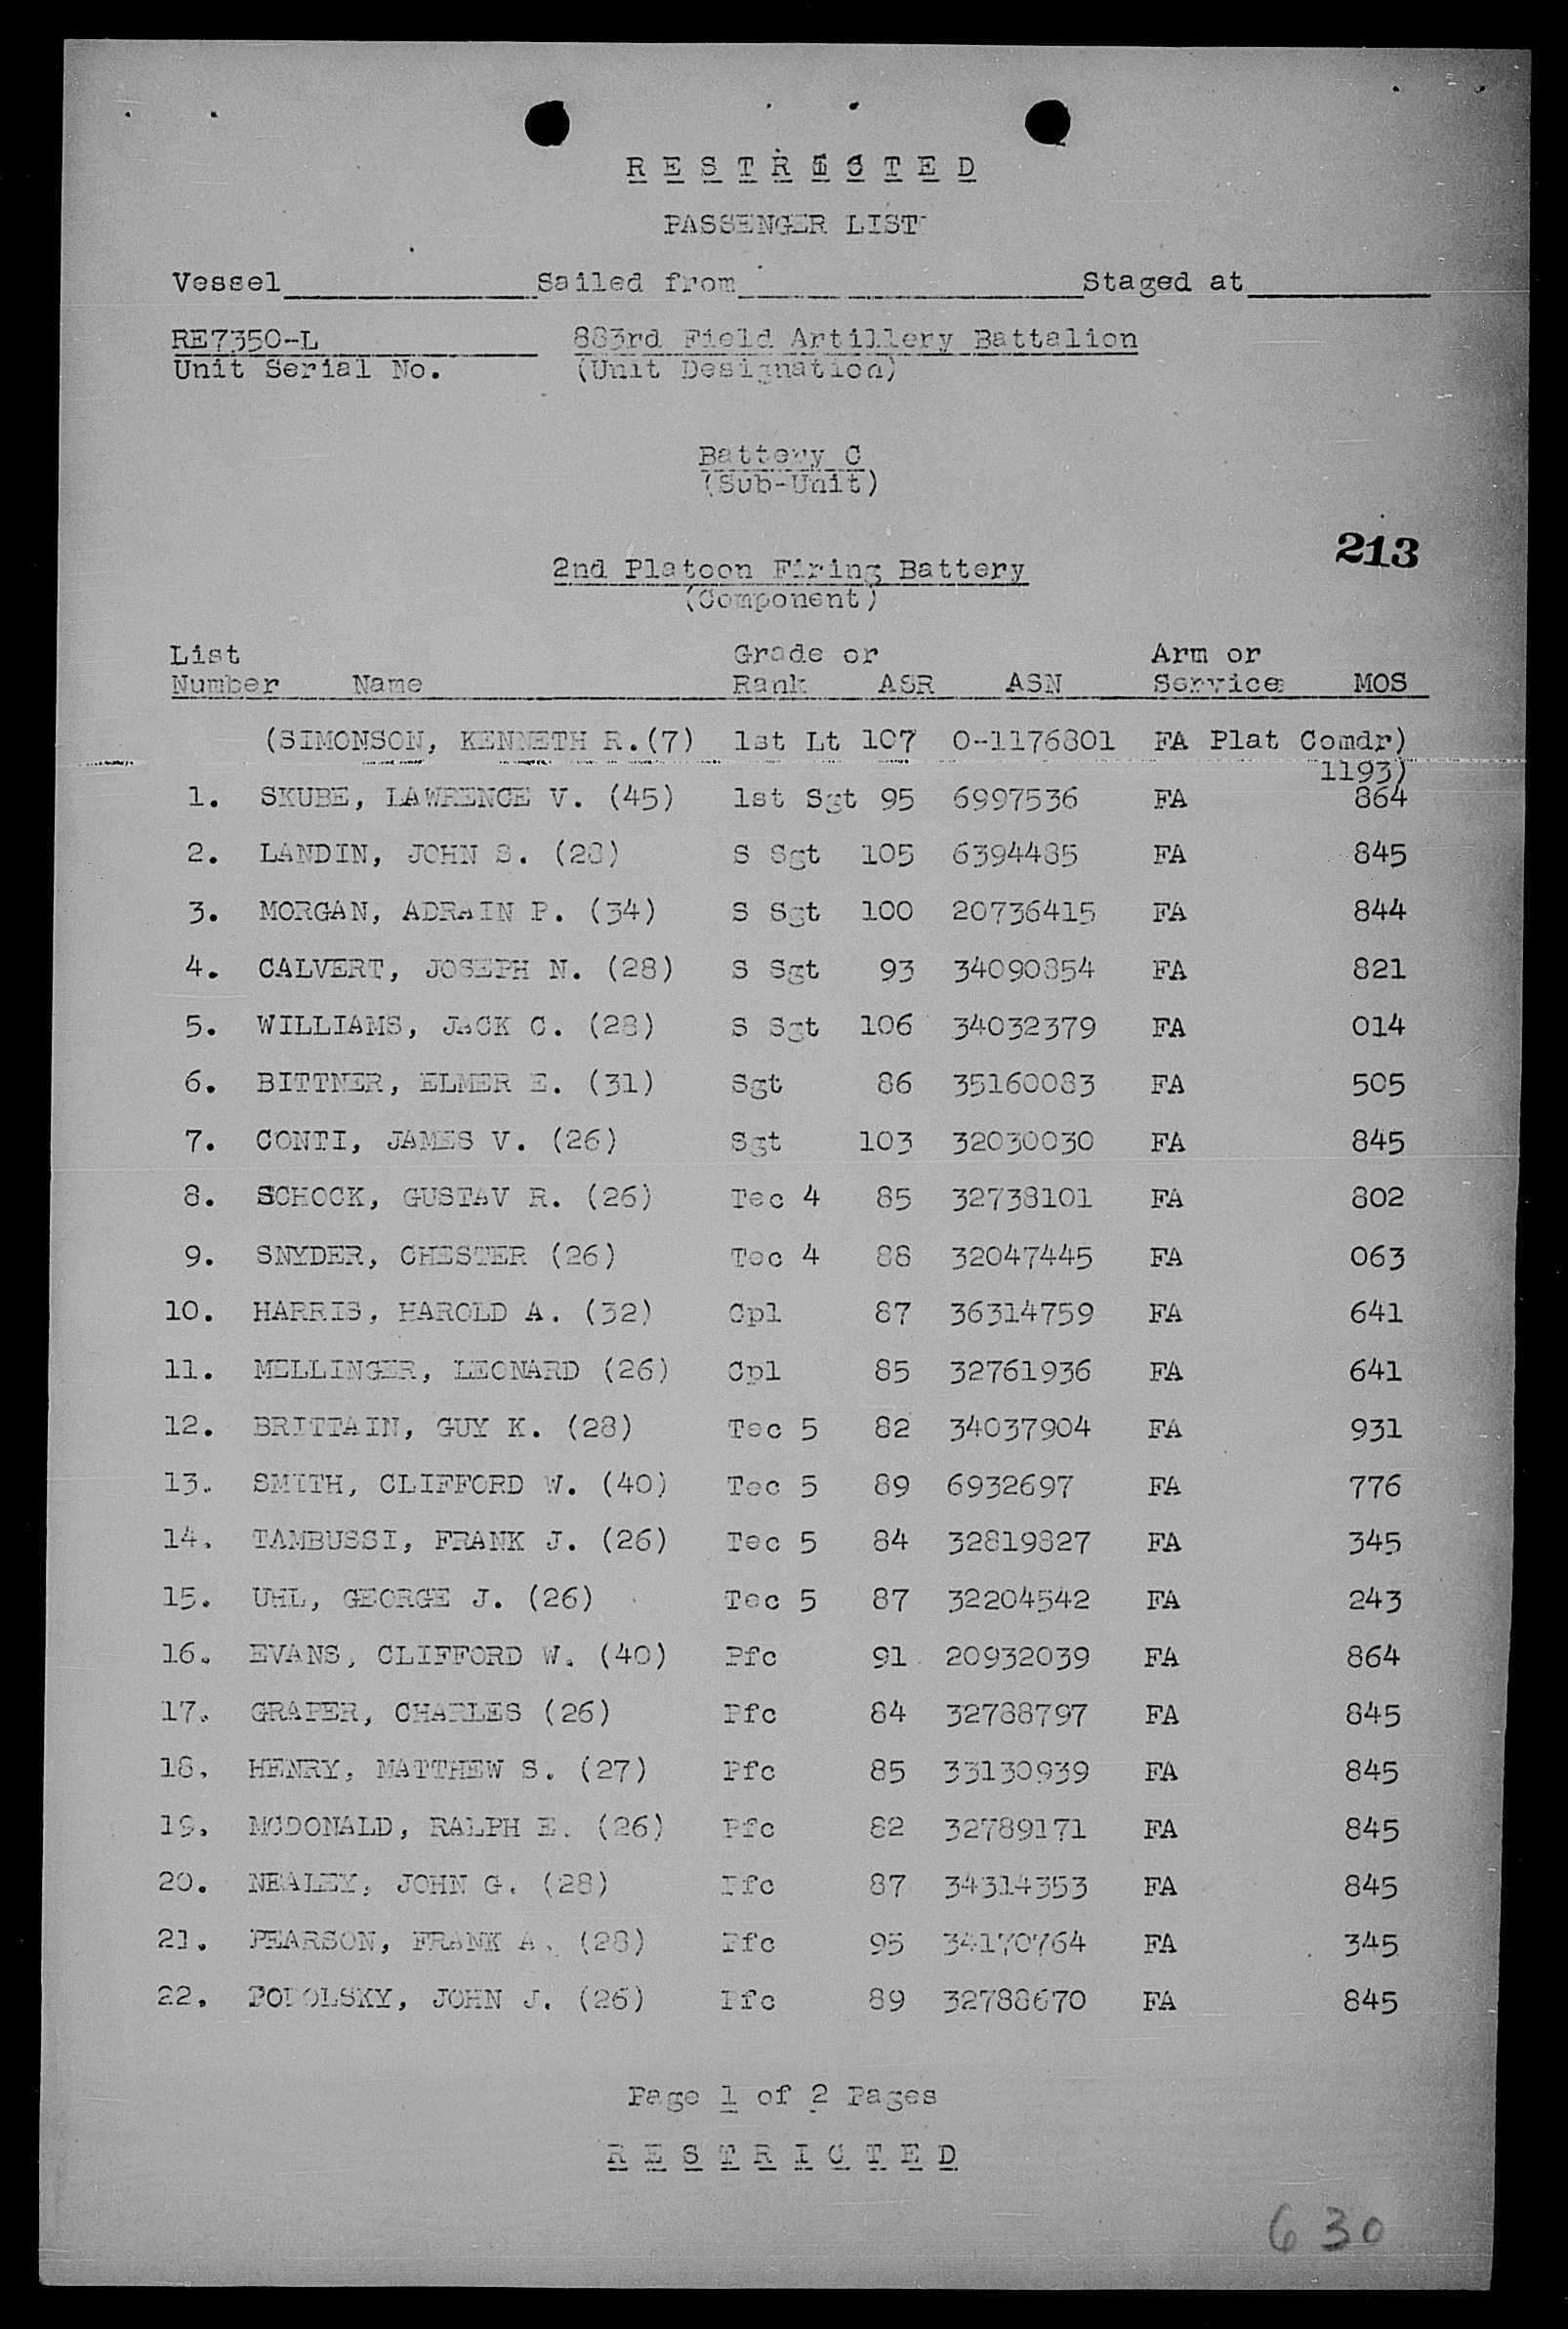 R E S T R I C T E D
PASSENGER LIST
Vessel______________Sailed from___________________Staged at__________
RE7350-L 883rd Field Artillery Battalion
Unit Serial No. (Unit Designation)
Battery C
(Sub-Unit)
213
2nd Platoon Firing Battery
(Component)
List Grade or Arm or
Number Name Rank ASR ASN Service MOS
(SIMONSON, KENNETH R.(7) 1st Lt 107 O-1176801 FA Plat Comdr)
1193)
1. SKUBE, LAWRENCE V. (45) 1st Sgt 95 6997536 FA 864
2. LANDIN, JOHN S. (28) S Sgt 105 6394485 FA 845
3. MORGAN, ADRAIN P. (34) S Sgt 100 20736415 FA 844
4. CALVERT, JOSEPH N. (28) S Sgt 93 34090854 FA 821
5. WILLIAMS, JACK C. (28) S Sgt 106 34032379 FA 014
6. BITTNER, ELMER E. (31) Sgt 86 35160083 FA 505
7. CONTI, JAMES V. (26) Sgt 103 32030030 FA 845
8. SCHOCK, GUSTAV R. (26) Tec 4 85 32738101 FA 802
9. SNYDER, CHESTER (26) Tec 4 88 32047445 FA 063
10. HARRIS, HAROLD A. (32) Cpl 87 36314759 FA 641
11. MELLINGER, LEONARD (26) Cpl 85 32761936 FA 641
12. BRITTAIN, GUY K. (28) Tec 5 82 34037904 FA 931
13. SMITH, CLIFFORD W. (40) Tec 5 89 6932697 FA 776
14. TAMBUSSI, FRANK J. (26) Tec 5 84 32819827 FA 345
15. UHL, GEORGE J. (26) Tec 5 87 32204542 FA 243
16. EVANS, CLIFFORD W. (40) Pfc 91 20932039 FA 864
17. GRAPER, CHARLES (26) Pfc 84 32788797 FA 845
18. HENRY, MATTHEW S. (27) Pfc 85 33130939 FA 845
19. MCDONALD, RALPH E. (26) Pfc 82 32789171 FA 845
20. NEALEY, JOHN G. (28) Pfc 87 34314353 FA 845
21. PEARSON, FRANK A. (28) Pfc 95 34170764 FA 345
22. PODOLSKY, JOHN J. (26) Pfc 89 32788670 FA 845
Page 1 of 2 Pages
R E S T R I C T E D
630